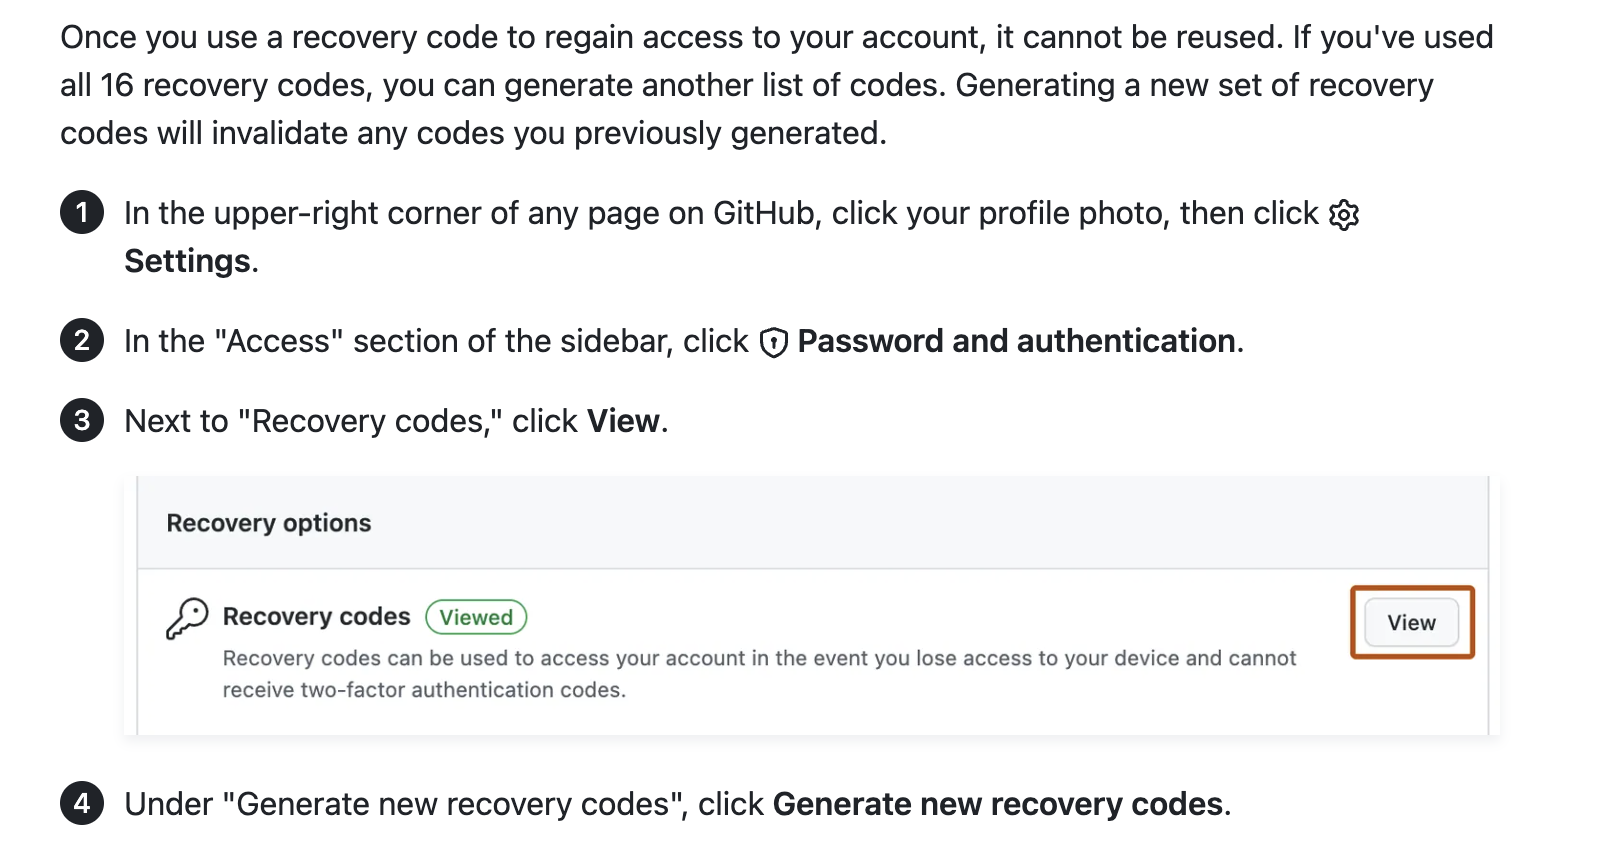 Once you use a recovery code to regain access to your account, it cannot be reused. If you've used
all 16 recovery codes, you can generate another list of codes. Generating a new set of recovery
codes will invalidate any codes you previously generated.
1 In the upper-right corner of any page on GitHub, click your profile photo, then click
Settings.
2 In the "Access" section of the sidebar, click Password and authentication.
3 Next to "Recovery codes," click View.
Recovery options
Recovery codes Viewed
View
Recovery codes can be used to access your account in the event you lose access to your device and cannot
receive two-factor authentication codes.
4 Under "Generate new recovery codes", click Generate new recovery codes.